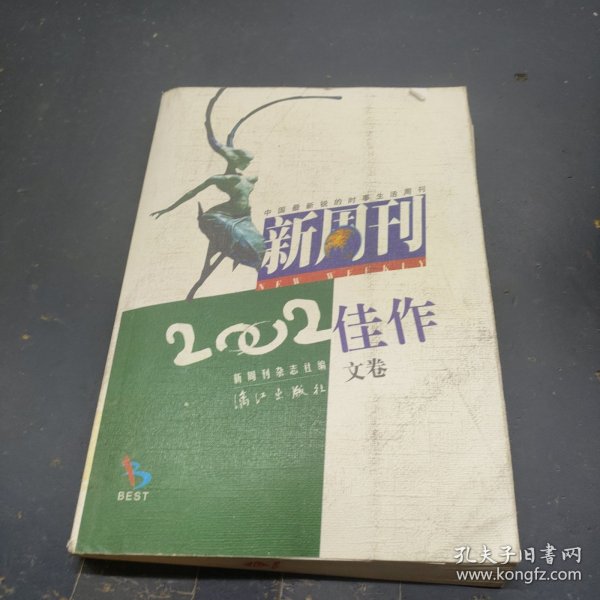 中国最新锐的时事生活周刊
新周刊
NEW WEEKLY
2002佳作
文卷
新周刊杂志社编
漓江出版社
BEST
孔夫子旧书网
www.kongfz.com